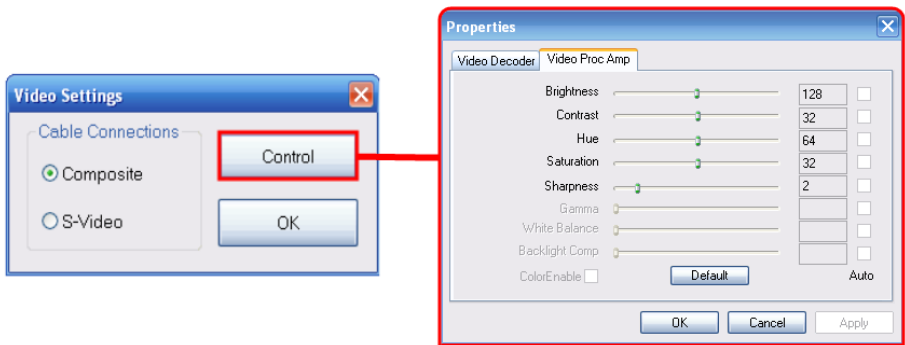 Video Settings
Cable Connections
Composite
S-Video
Control
OK
Properties
Video Decoder Video Proc Amp
Brightness 128
Contrast 32
Hue 64
Saturation 32
Sharpness 2
Gamma
White Balance
Backlight Comp
ColorEnable Default Auto
OK Cancel Apply